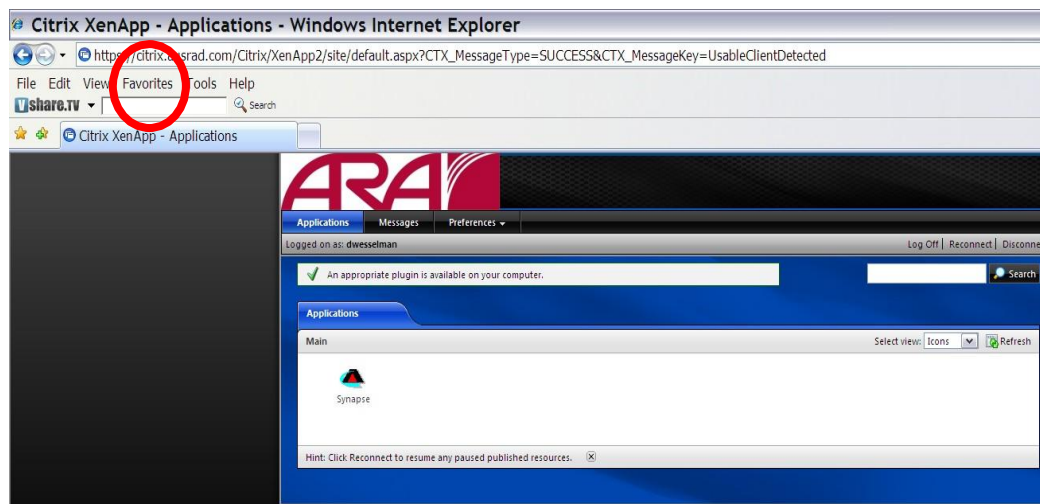 Citrix XenApp - Applications - Windows Internet Explorer
https://citrix. srad.com/Citrix/XenApp2/site/default.aspx?CTX_MessageType=SUCCESS&CTX_MessageKey=UsableClientDetected
File Edit View Favorites Tools Help
Vshare.TV Search
Citrix XenApp - Applications
ARA
Applications Messages Preferences
Logged on as: dwesselman Log Off | Reconnect | Disconne
An appropriate plugin is available on your computer. Search
Applications
Main Select view: Icons Refresh
Synapse
Hint: Click Reconnect to resume any paused published resources.